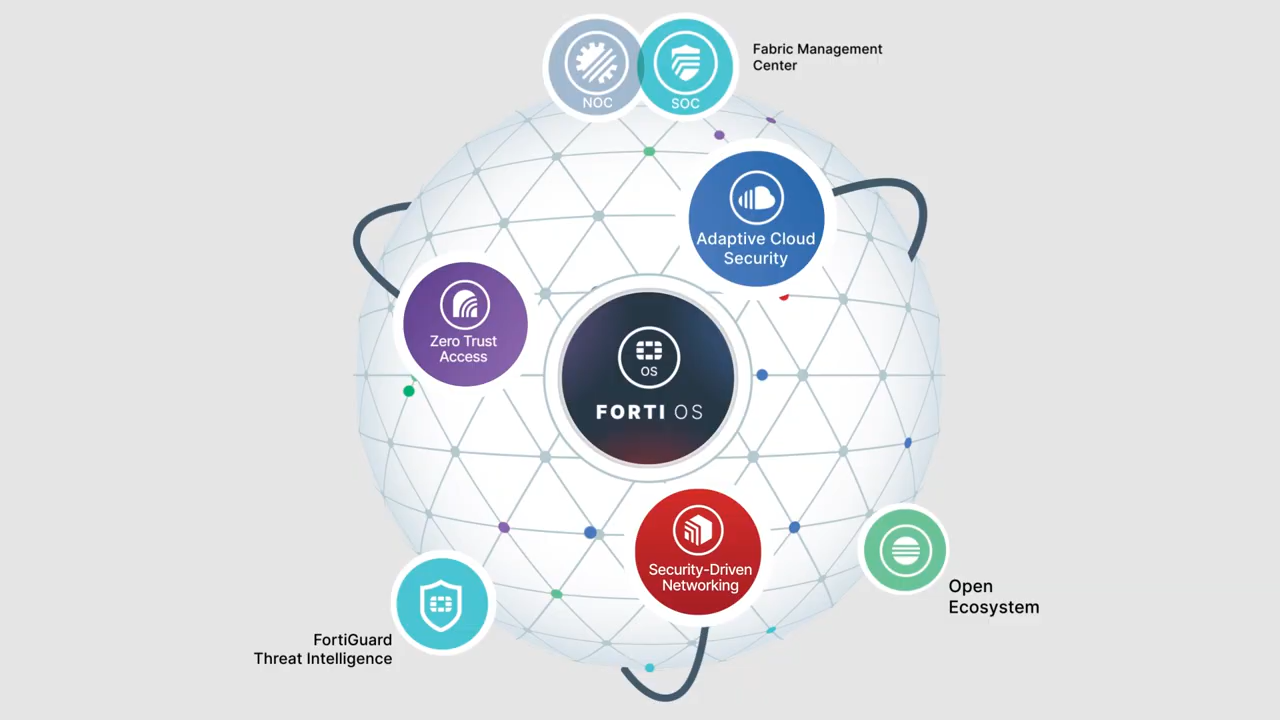 Fabric Management
Center
NOC
SOC
Adaptive Cloud
Security
Zero Trust
Access
OS
FORTI OS
Security-Driven
Networking
Open
Ecosystem
FortiGuard
Threat Intelligence